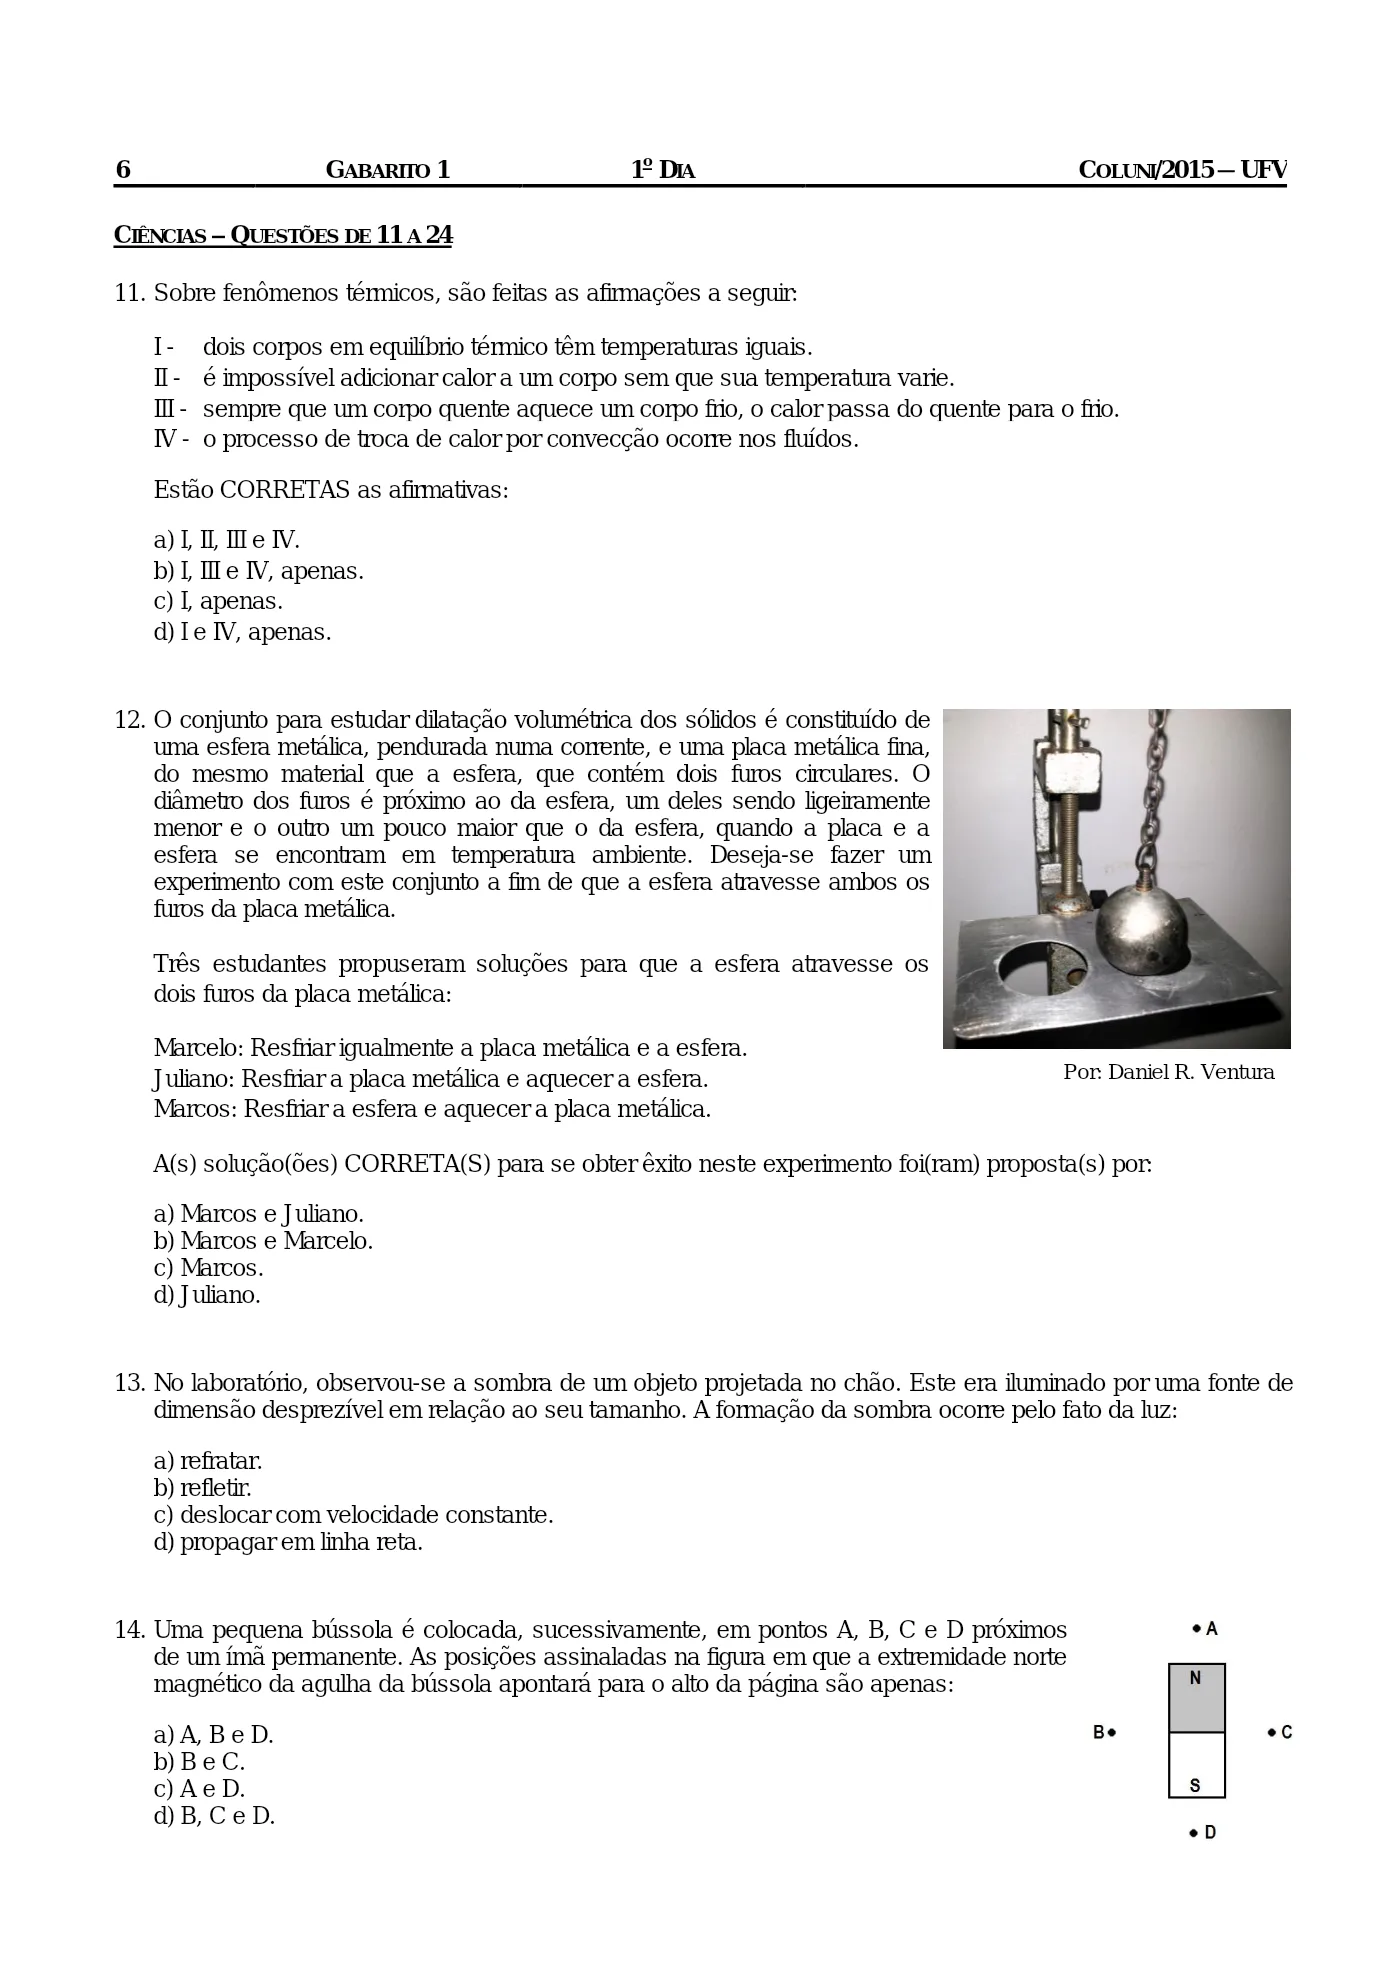 6 GABARITO 1 1º DIA COLUNI/2015 — UFV
CIÊNCIAS – QUESTÕES DE 11 A 24
11. Sobre fenômenos térmicos, são feitas as afirmações a seguir:
I - dois corpos em equilíbrio térmico têm temperaturas iguais.
II - é impossível adicionar calor a um corpo sem que sua temperatura varie.
III - sempre que um corpo quente aquece um corpo frio, o calor passa do quente para o frio.
IV - o processo de troca de calor por convecção ocorre nos fluídos.
Estão CORRETAS as afirmativas:
a) I, II, III e IV.
b) I, III e IV, apenas.
c) I, apenas.
d) I e IV, apenas.
12. O conjunto para estudar dilatação volumétrica dos sólidos é constituído de
uma esfera metálica, pendurada numa corrente, e uma placa metálica fina,
do mesmo material que a esfera, que contém dois furos circulares. O
diâmetro dos furos é próximo ao da esfera, um deles sendo ligeiramente
menor e o outro um pouco maior que o da esfera, quando a placa e a
esfera se encontram em temperatura ambiente. Deseja-se fazer um
experimento com este conjunto a fim de que a esfera atravesse ambos os
furos da placa metálica.
Três estudantes propuseram soluções para que a esfera atravesse os
dois furos da placa metálica:
Marcelo: Resfriar igualmente a placa metálica e a esfera.
Juliano: Resfriar a placa metálica e aquecer a esfera.
Marcos: Resfriar a esfera e aquecer a placa metálica.
Por: Daniel R. Ventura
A(s) solução(ões) CORRETA(S) para se obter êxito neste experimento foi(ram) proposta(s) por:
a) Marcos e Juliano.
b) Marcos e Marcelo.
c) Marcos.
d) Juliano.
13. No laboratório, observou-se a sombra de um objeto projetada no chão. Este era iluminado por uma fonte de
dimensão desprezível em relação ao seu tamanho. A formação da sombra ocorre pelo fato da luz:
a) refratar.
b) refletir.
c) deslocar com velocidade constante.
d) propagar em linha reta.
14. Uma pequena bússola é colocada, sucessivamente, em pontos A, B, C e D próximos
de um ímã permanente. As posições assinaladas na figura em que a extremidade norte
magnético da agulha da bússola apontará para o alto da página são apenas:
a) A, B e D.
b) B e C.
c) A e D.
d) B, C e D.
A
N
B
C
S
D